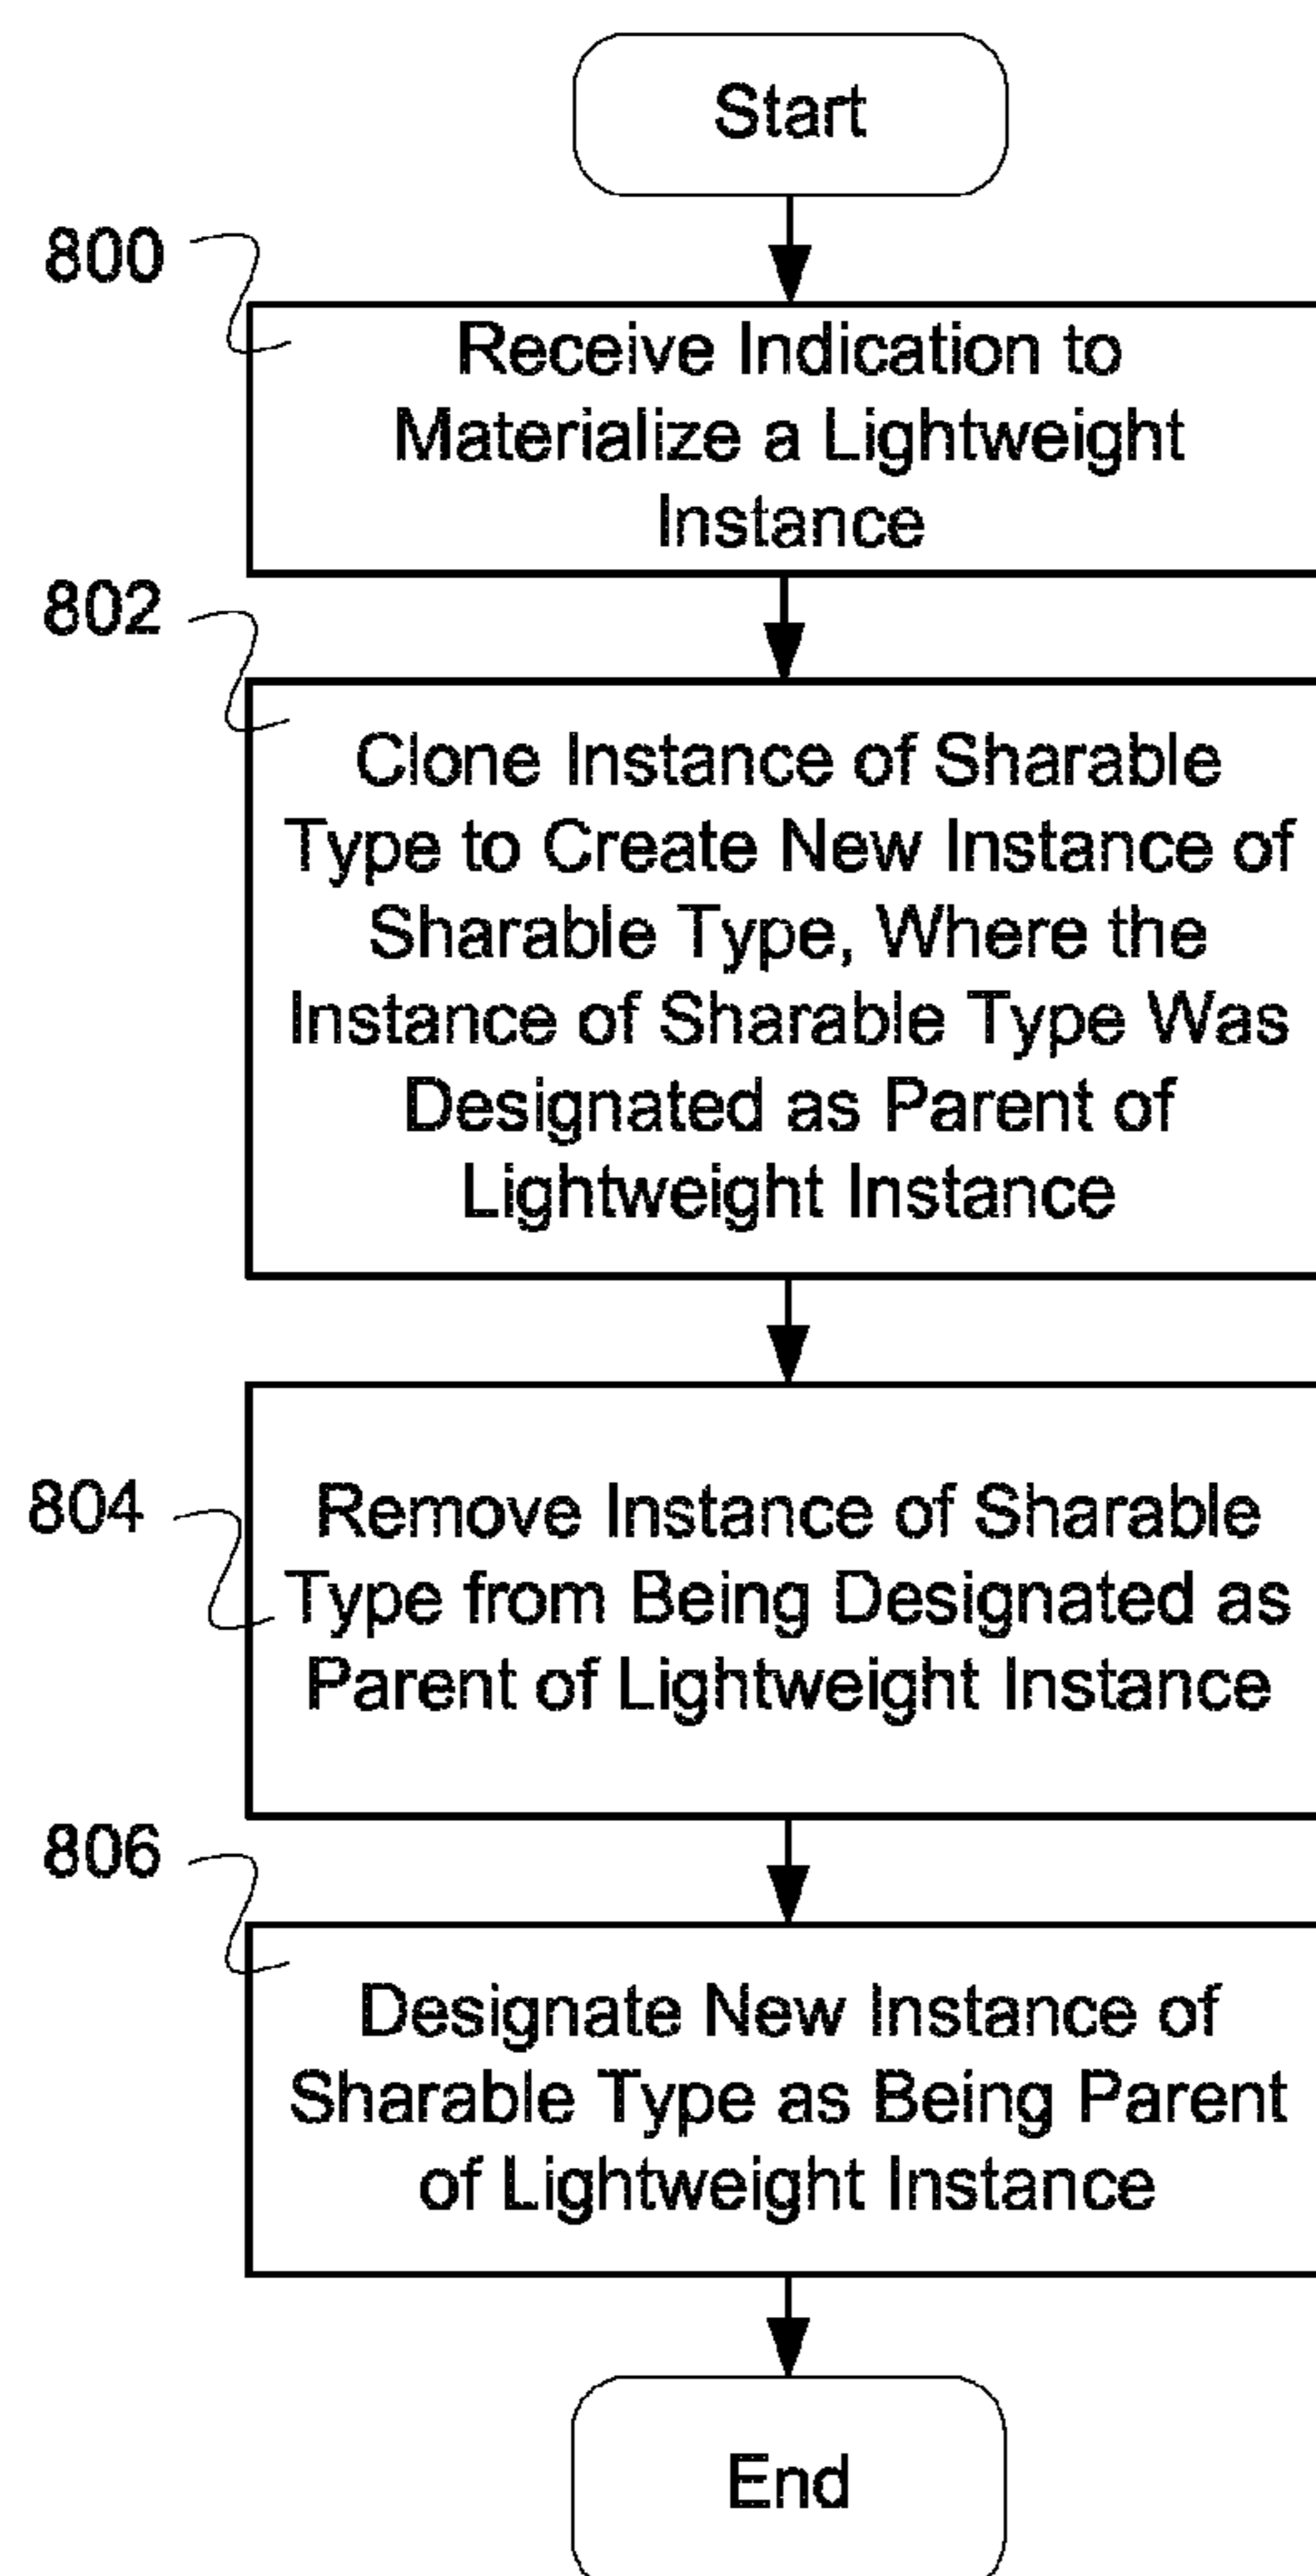 Start
800
Receive Indication to
Materialize a Lightweight
Instance
802
Clone Instance of Sharable
Type to Create New Instance of
Sharable Type, Where the
Instance of Sharable Type Was
Designated as Parent of
Lightweight Instance
804
Remove Instance of Sharable
Type from Being Designated as
Parent of Lightweight Instance
806
Designate New Instance of
Sharable Type as Being Parent
of Lightweight Instance
End